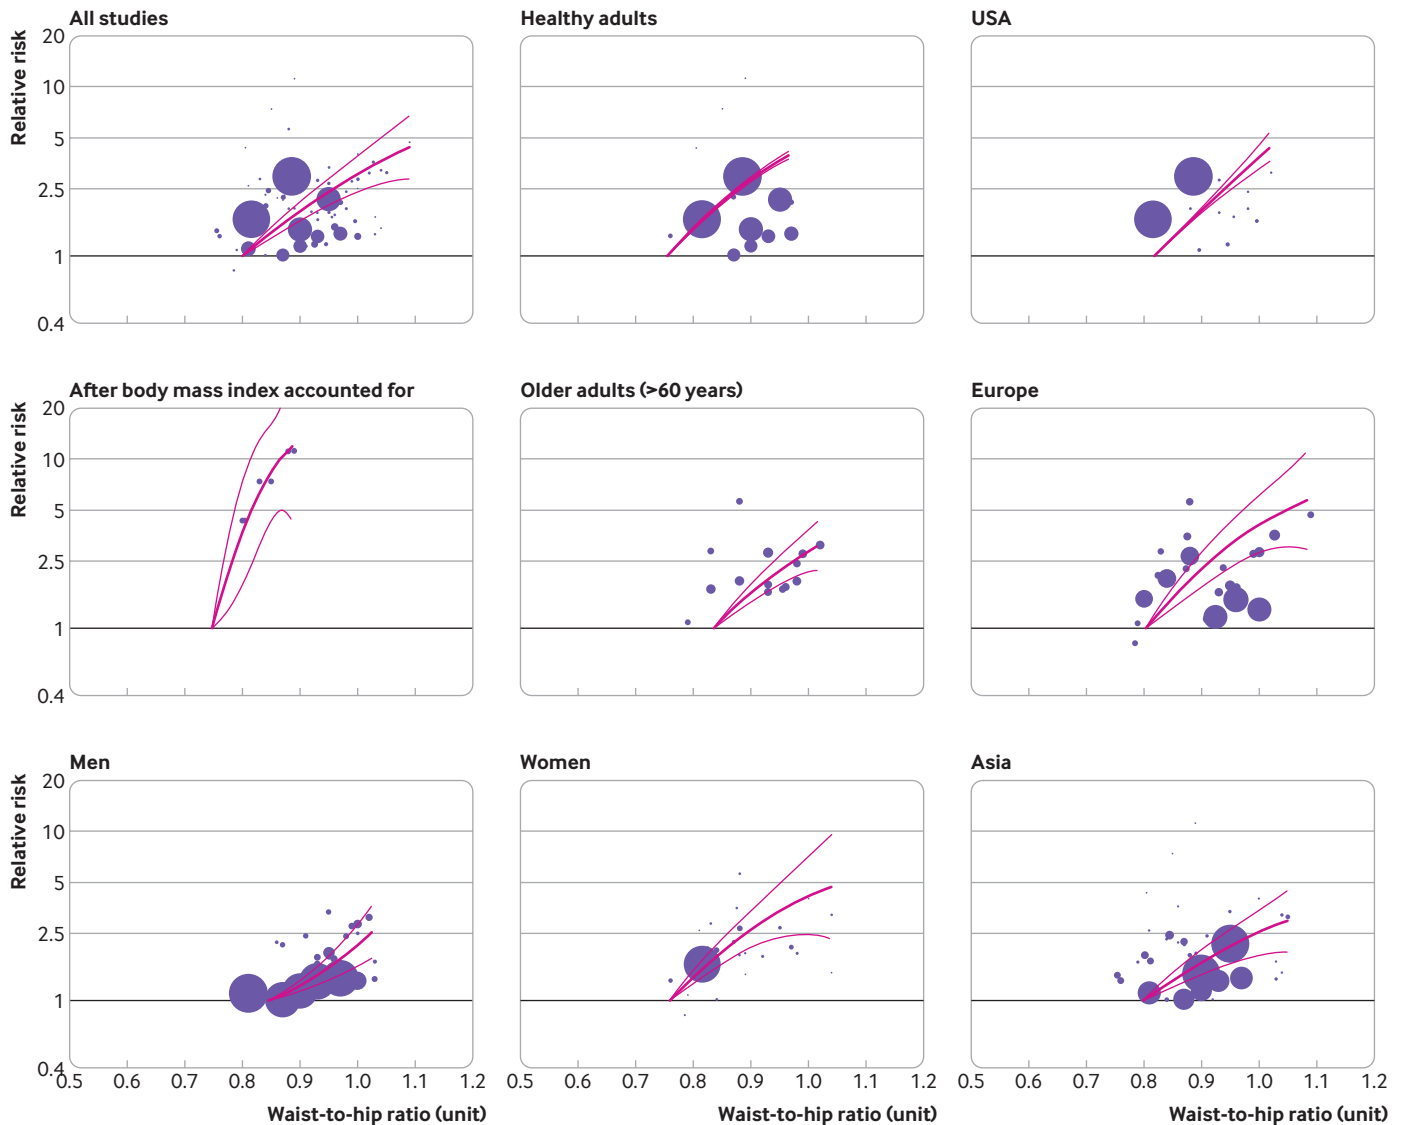 All studies
Healthy adults
USA
Relative risk
20
10
5
2.5
1
0.4
After body mass index accounted for
Older adults (>60 years)
Europe
Relative risk
20
10
5
2.5
1
0.4
Men
Women
Asia
Relative risk
20
10
5
2.5
1
0.4
0.5 0.6 0.7 0.8 0.9 1.0 1.1 1.2
0.5 0.6 0.7 0.8 0.9 1.0 1.1 1.2
0.5 0.6 0.7 0.8 0.9 1.0 1.1 1.2
Waist-to-hip ratio (unit)
Waist-to-hip ratio (unit)
Waist-to-hip ratio (unit)